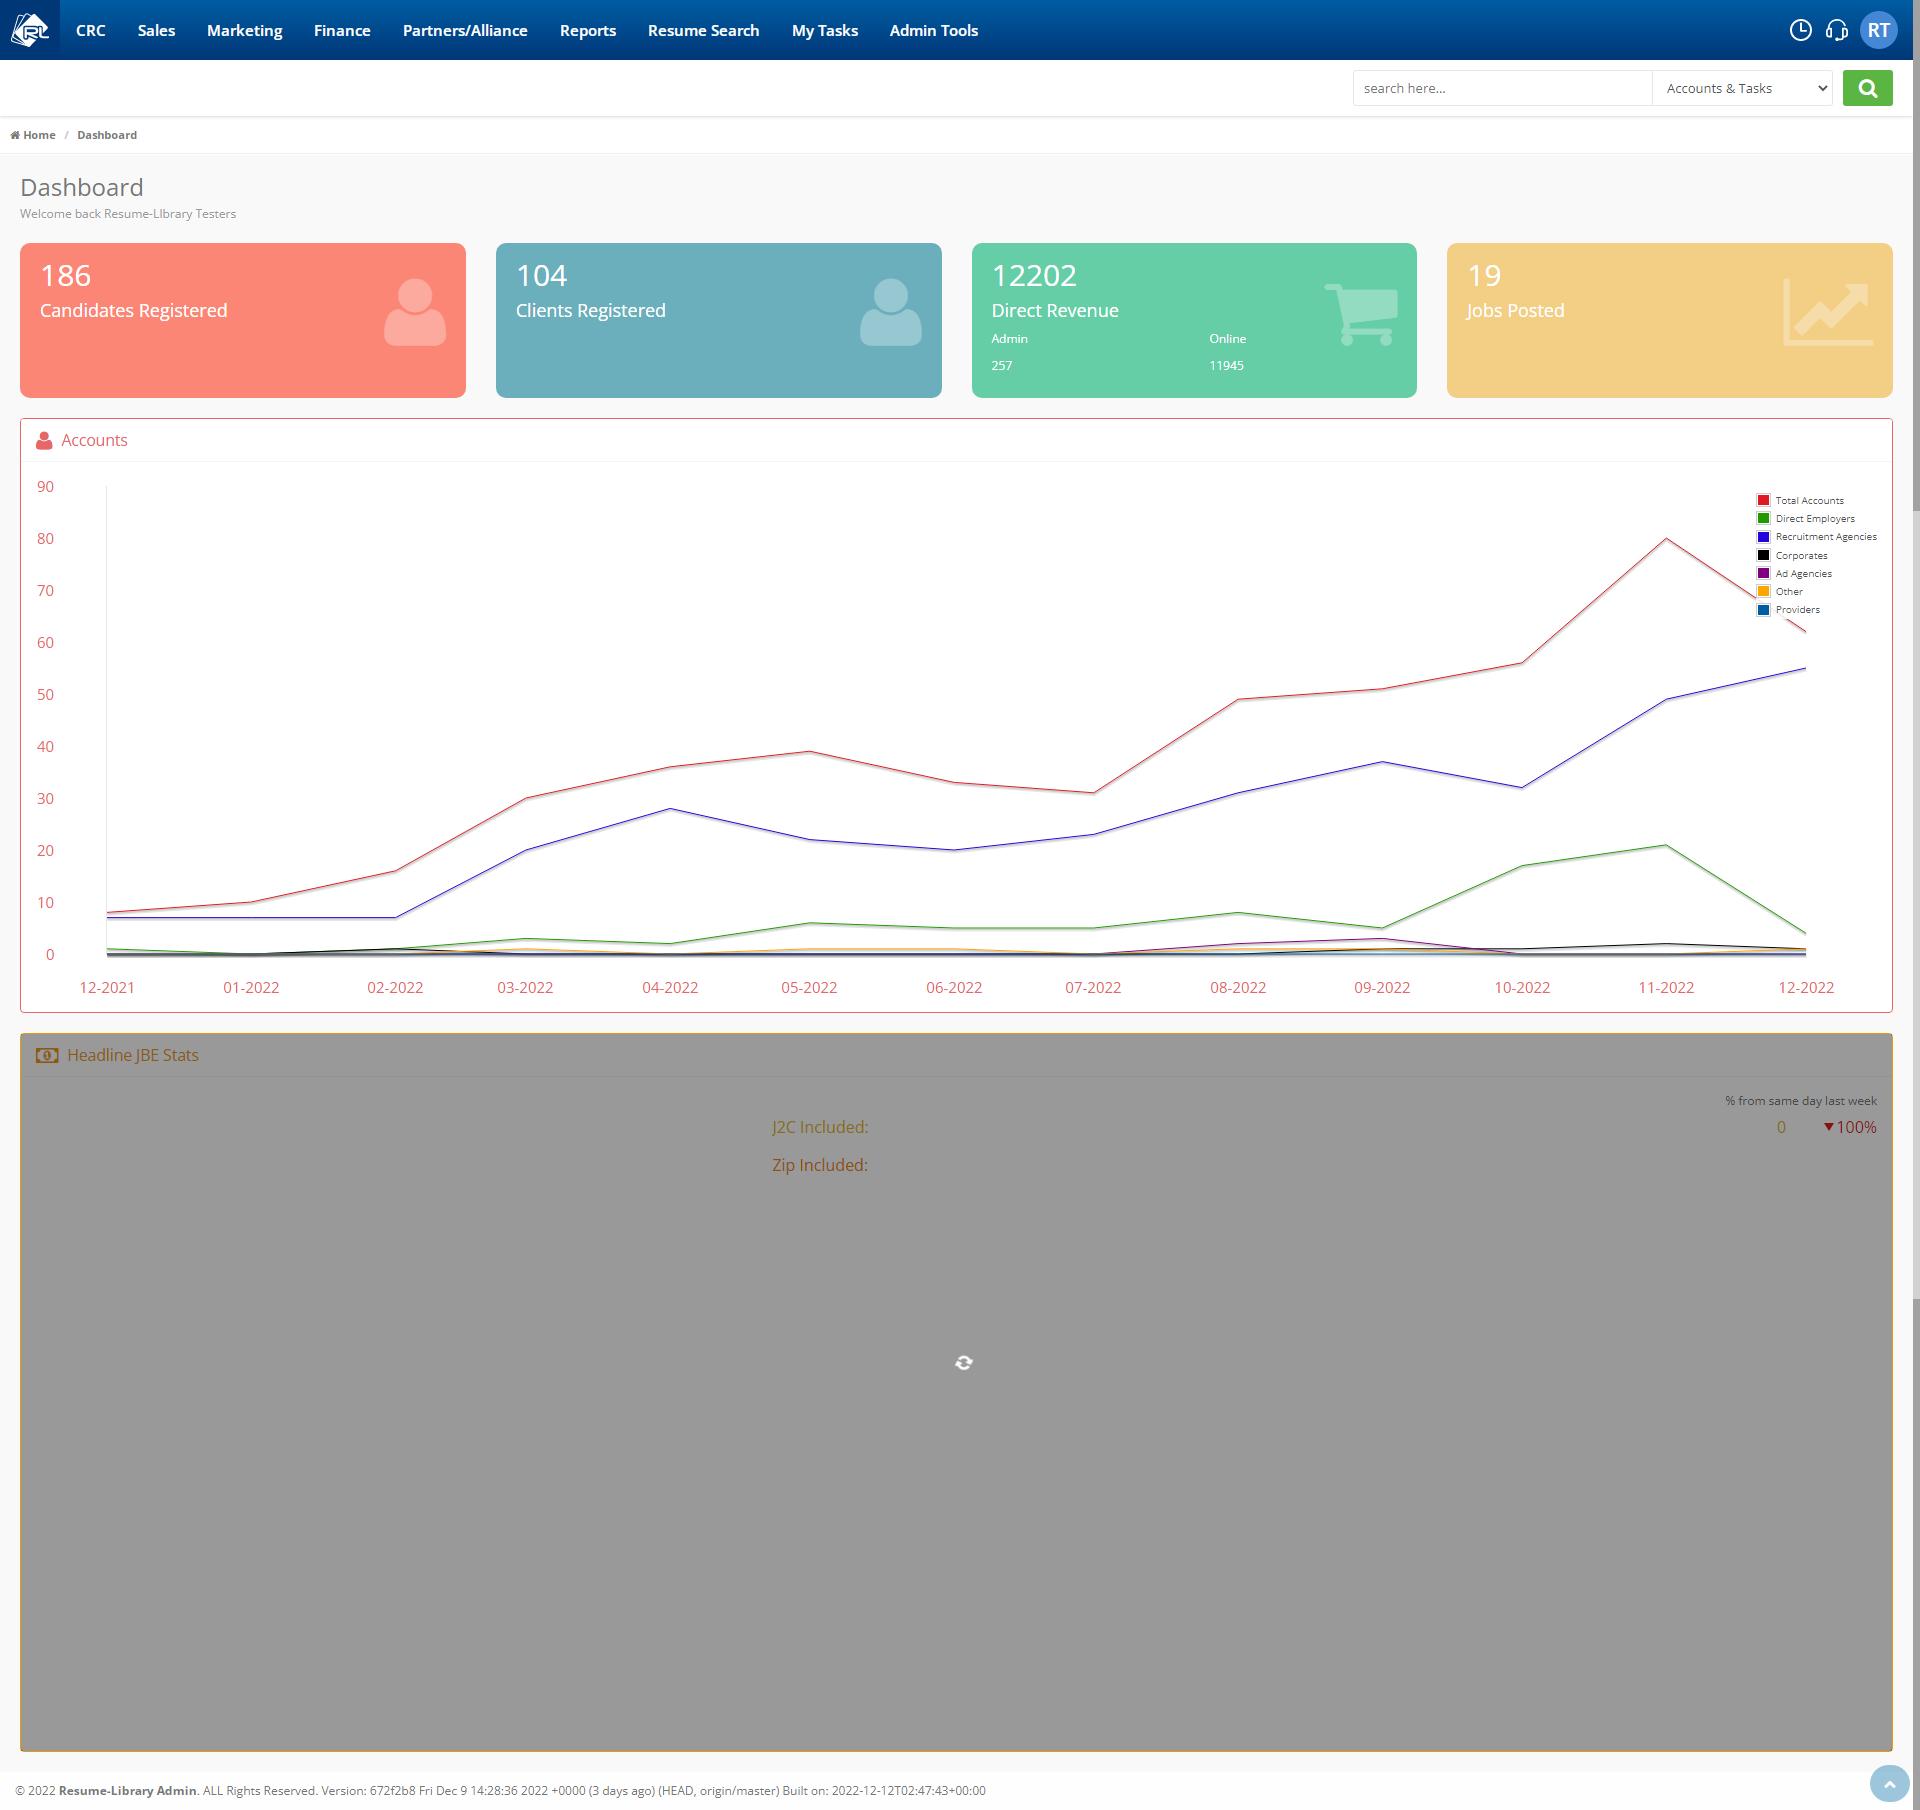 RL CRC Sales Marketing Finance Partners/Alliance Reports Resume Search My Tasks Admin Tools RT
search here... Accounts & Tasks
Home / Dashboard
Dashboard
Welcome back Resume-LIbrary Testers
186
Candidates Registered
104
Clients Registered
12202
Direct Revenue
Admin Online
257 11945
19
Jobs Posted
Accounts
90
80
70
60
50
40
30
20
10
0
Total Accounts
Direct Employers
Recruitment Agencies
Corporates
Ad Agencies
Other
Providers
12-2021 01-2022 02-2022 03-2022 04-2022 05-2022 06-2022 07-2022 08-2022 09-2022 10-2022 11-2022 12-2022
Headline JBE Stats
% from same day last week
J2C Included: 0 ▼100%
Zip Included:
© 2022 Resume-Library Admin. ALL Rights Reserved. Version: 672f2b8 Fri Dec 9 14:28:36 2022 +0000 (3 days ago) (HEAD, origin/master) Built on: 2022-12-12T02:47:43+00:00